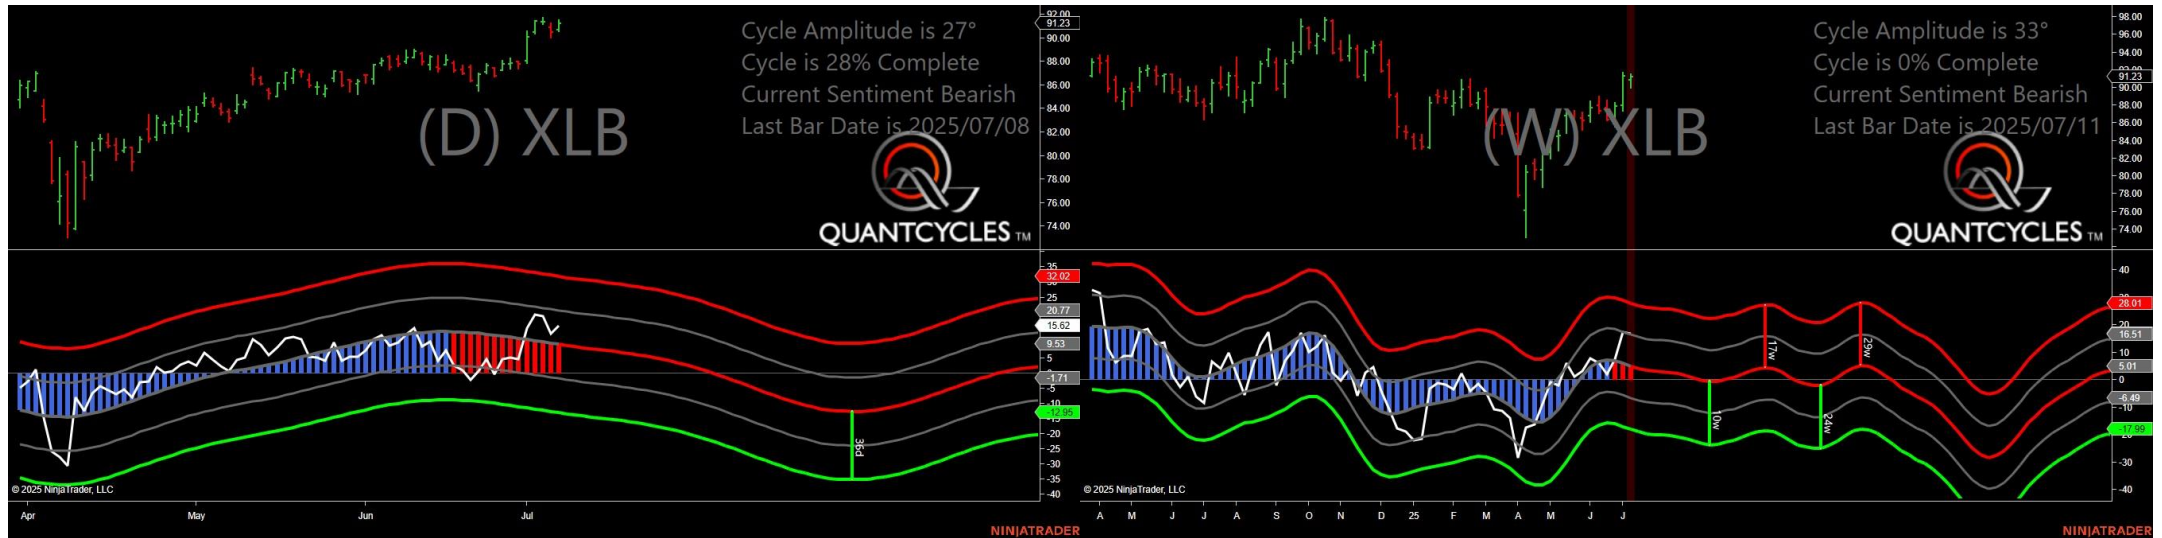 Cycle Amplitude is 27°
Cycle is 28% Complete
Current Sentiment Bearish
Last Bar Date is 2025/07/08
(D) XLB
QUANTCYCLES TM
92.00
91.23
90.00
88.00
86.00
84.00
82.00
80.00
78.00
76.00
74.00
35
32.02
25
20.77
15.62
9.53
5
-1.71
-5
-10
-12.95
-20
-25
-30
-35
-40
36d
© 2025 NinjaTrader, LLC
Apr May Jun Jul
NINJATRADER
Cycle Amplitude is 33°
Cycle is 0% Complete
Current Sentiment Bearish
Last Bar Date is 2025/07/11
(W) XLB
QUANTCYCLES TM
98.00
96.00
94.00
92.00
91.23
90.00
88.00
86.00
84.00
82.00
80.00
78.00
76.00
74.00
40
28.01
20
16.51
10
5.01
0
-6.49
-10
-17.99
-30
-40
10w
17w
24w
29w
© 2025 NinjaTrader, LLC
A M J J A S O N D 25 F M A M J J
NINJATRADER